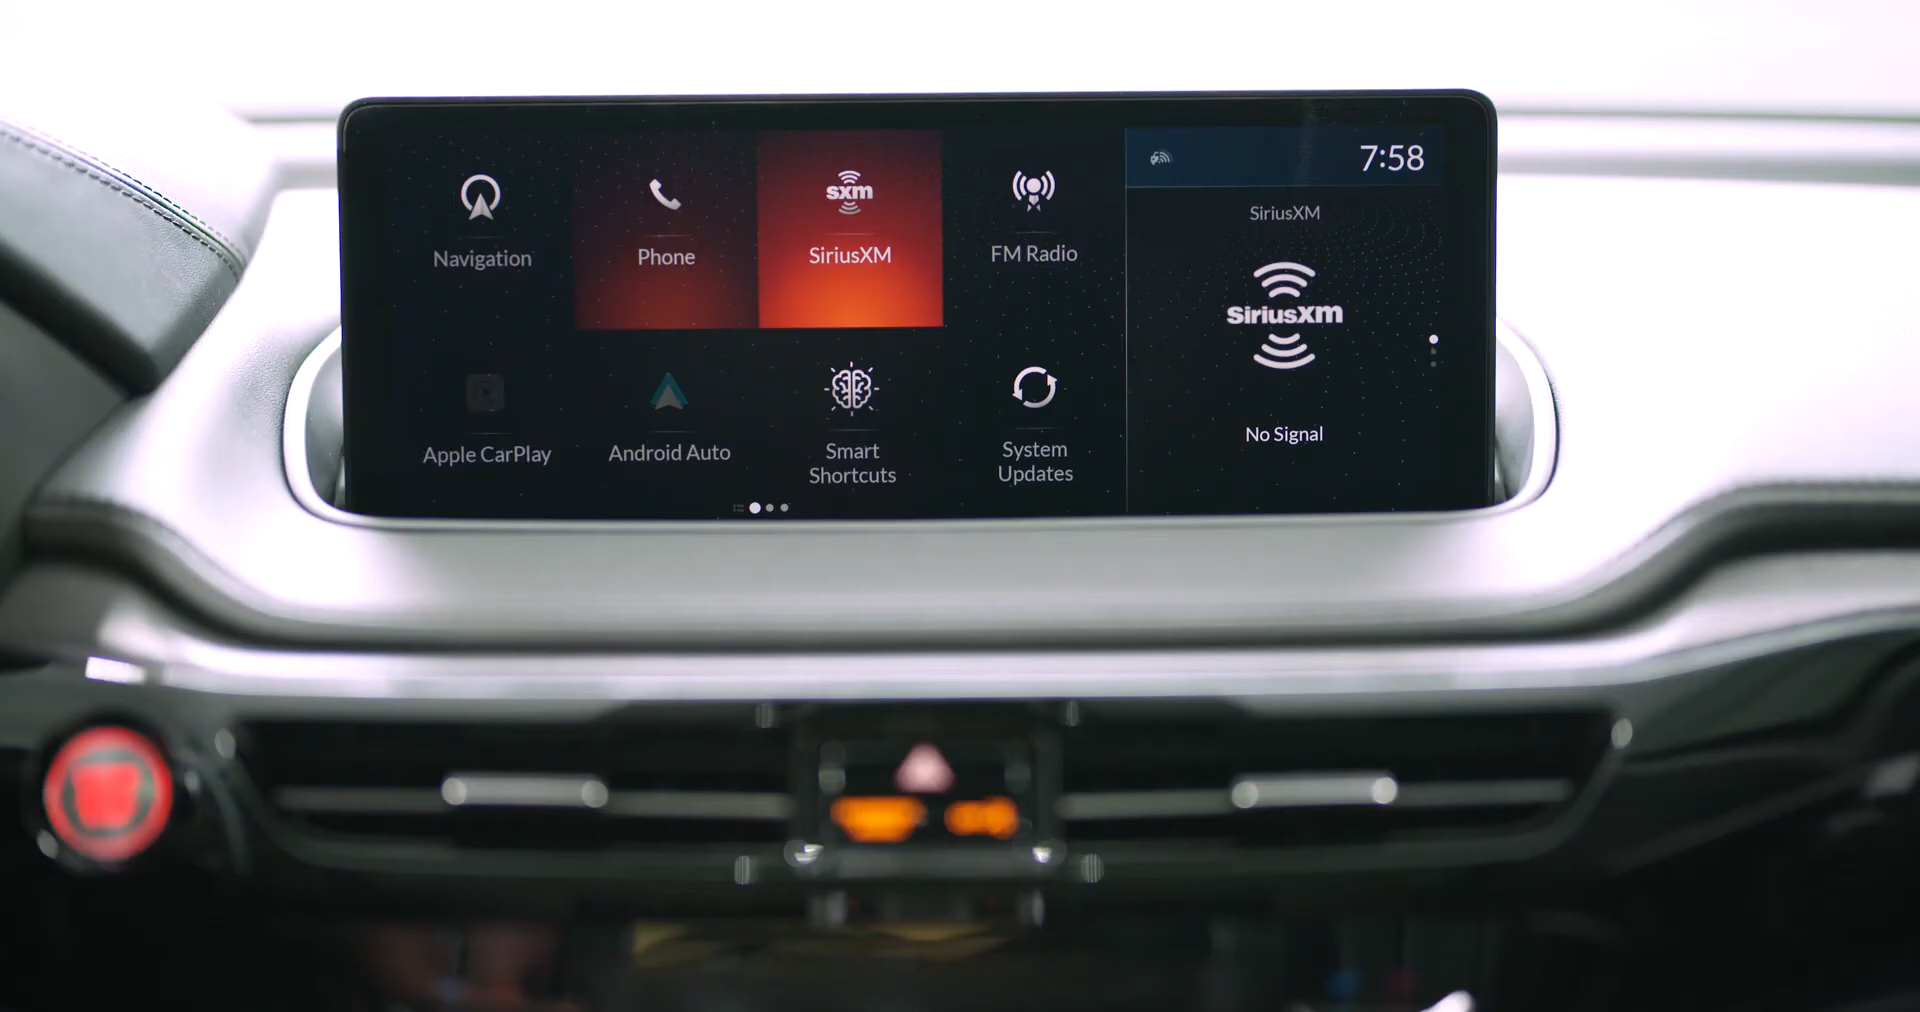 Navigation
Phone
sxm
SiriusXM
FM Radio
Apple CarPlay
Android Auto
Smart
Shortcuts
System
Updates
7:58
SiriusXM
SiriusXM
No Signal